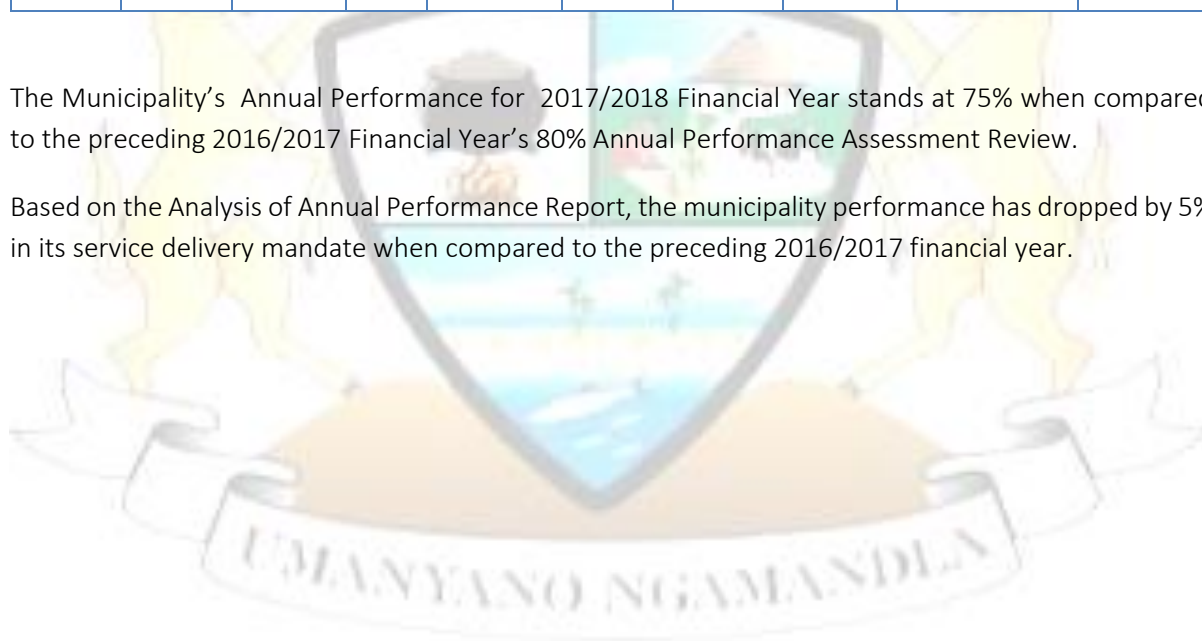 The Municipality’s Annual Performance for 2017/2018 Financial Year stands at 75% when compared
to the preceding 2016/2017 Financial Year’s 80% Annual Performance Assessment Review.
Based on the Analysis of Annual Performance Report, the municipality performance has dropped by 5%
in its service delivery mandate when compared to the preceding 2016/2017 financial year.
UMANYANO NGAMANDLA